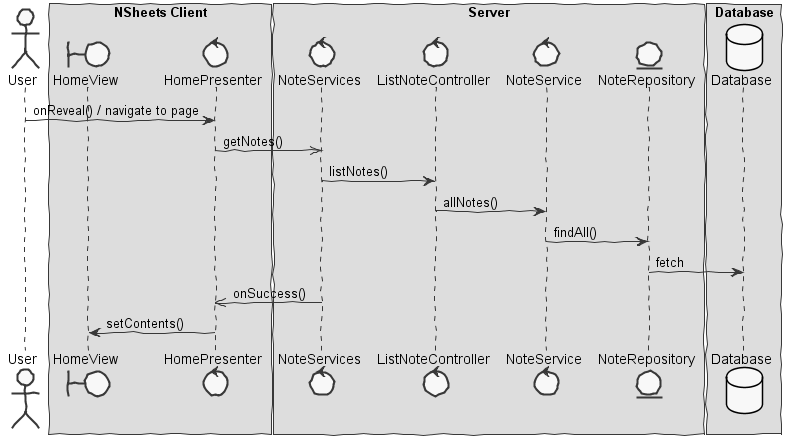 NSheets Client
Server
Database
User
HomeView
HomePresenter
NoteServices
ListNoteController
NoteService
NoteRepository
Database
onReveal() / navigate to page
getNotes()
listNotes()
allNotes()
findAll()
fetch
onSuccess()
setContents()
User
HomeView
HomePresenter
NoteServices
ListNoteController
NoteService
NoteRepository
Database